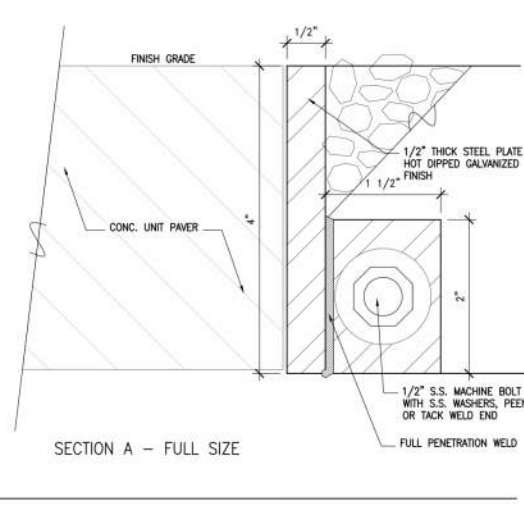 1/2"
FINISH GRADE
1/2" THICK STEEL PLATE
HOT DIPPED GALVANIZED
FINISH
1 1/2"
4"
CONC. UNIT PAVER
2"
1/2" S.S. MACHINE BOLT
WITH S.S. WASHERS,
OR TACK WELD END
FULL PENETRATION WELD
SECTION A – FULL SIZE